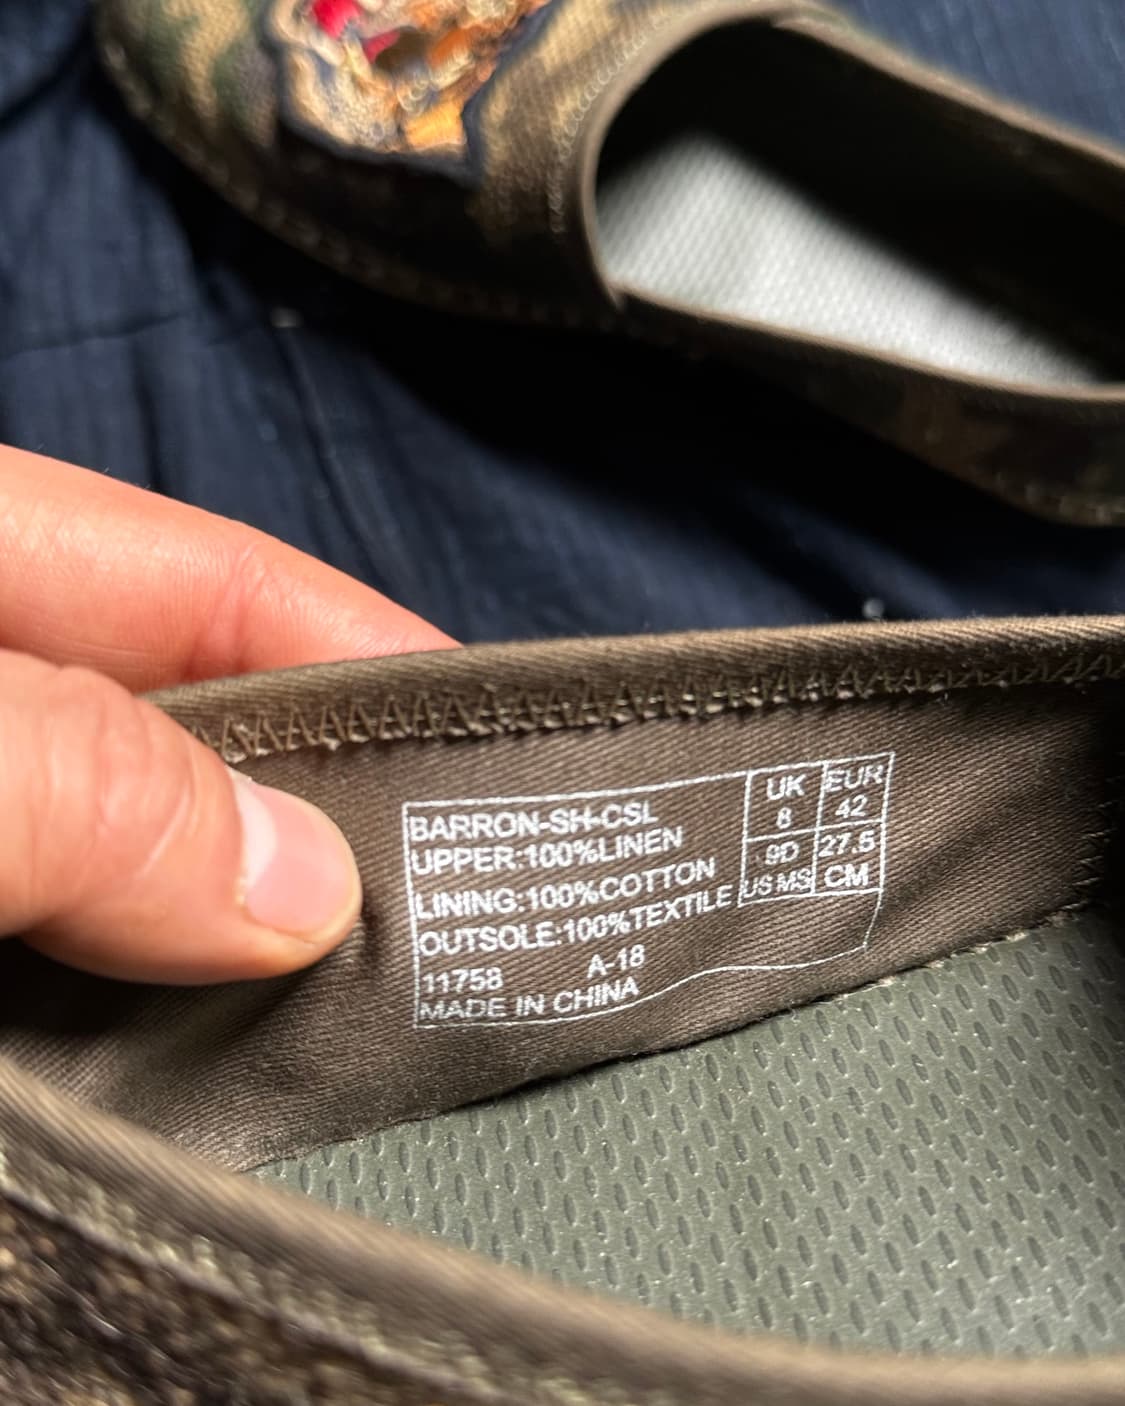 BARRON-SH-CSL
UPPER:100%LINEN
LINING:100%COTTON
OUTSOLE:100%TEXTILE
11758 A-18
MADE IN CHINA
UK EUR
8 42
9D 27.5
US MS CM